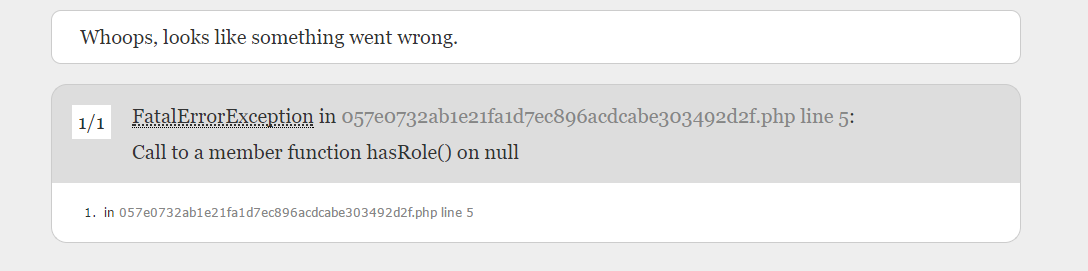 Whoops, looks like something went wrong.
1/1 FatalErrorException in 057e0732ab1e21fa1d7ec896acdcabe303492d2f.php line 5:
Call to a member function hasRole() on null
1. in 057e0732ab1e21fa1d7ec896acdcabe303492d2f.php line 5